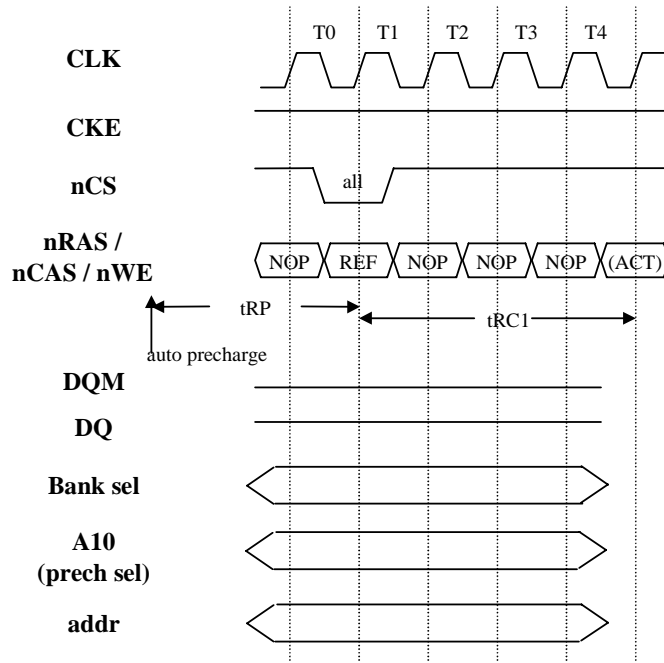 T0 T1 T2 T3 T4
CLK
CKE
nCS
all
nRAS /
nCAS / nWE
NOP REF NOP NOP NOP (ACT)
tRP
tRC1
auto precharge
DQM
DQ
Bank sel
A10
(prech sel)
addr